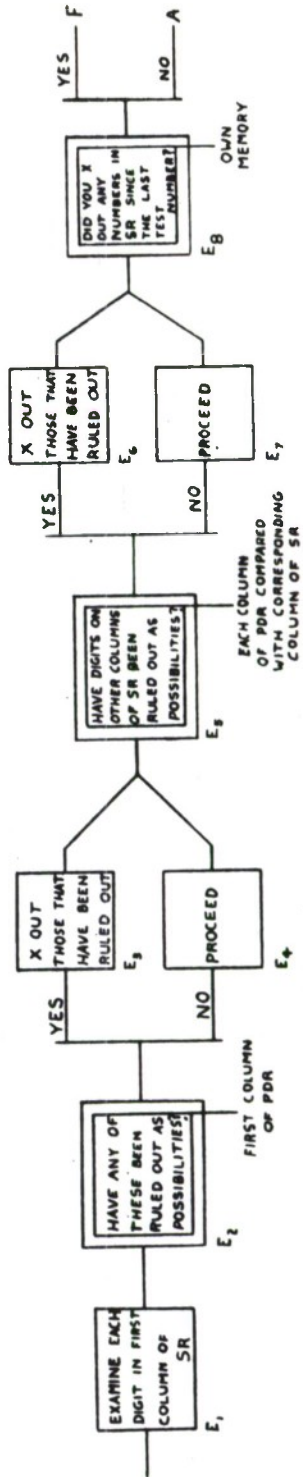 EXAMINE EACH
DIGIT IN FIRST
COLUMN OF
SR
E1
HAVE ANY OF
THESE BEEN
RULED OUT AS
POSSIBILITIES?
E2
FIRST COLUMN
OF PDR
YES
X OUT
THOSE THAT
HAVE BEEN
RULED OUT
E3
NO
PROCEED
E4
HAVE DIGITS ON
OTHER COLUMNS
OF SR BEEN
RULED OUT AS
POSSIBILITIES?
E5
EACH COLUMN
OF PDR COMPARED
WITH CORRESPONDING
COLUMN OF SR
YES
X OUT
THOSE THAT
HAVE BEEN
RULED OUT
E6
NO
PROCEED
E7
DID YOU X
OUT ANY
NUMBERS IN
SR SINCE
THE LAST
TEST
NUMBER?
E8
OWN
MEMORY
YES
F
NO
A